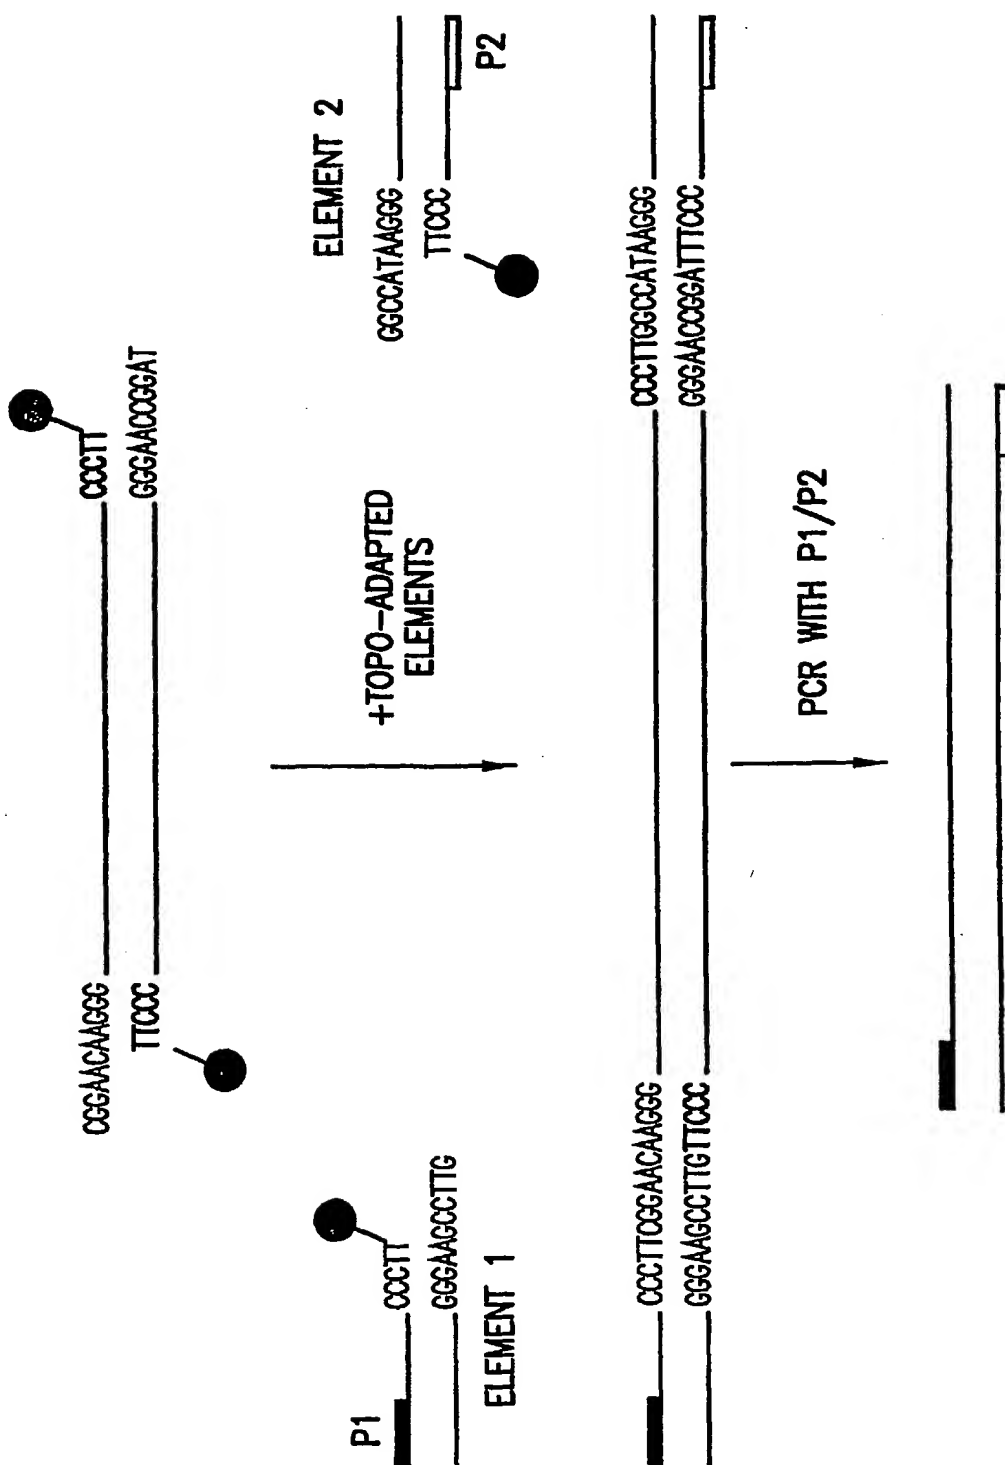 CGGAACAAGGG
CCCTT
TTCCC
GGGAACCGGAT
P1
CCCTT
GGGAAGCCTTG
ELEMENT 1
+TOPO-ADAPTED
ELEMENTS
ELEMENT 2
GGCCATAAGGG
TTCCC
P2
CCCTTCGGAACAAGGG
CCCTTGGCCATAAGGG
GGGAAGCCTTGTTCCC
GGGAACCGGATTTCCC
PCR WITH P1/P2